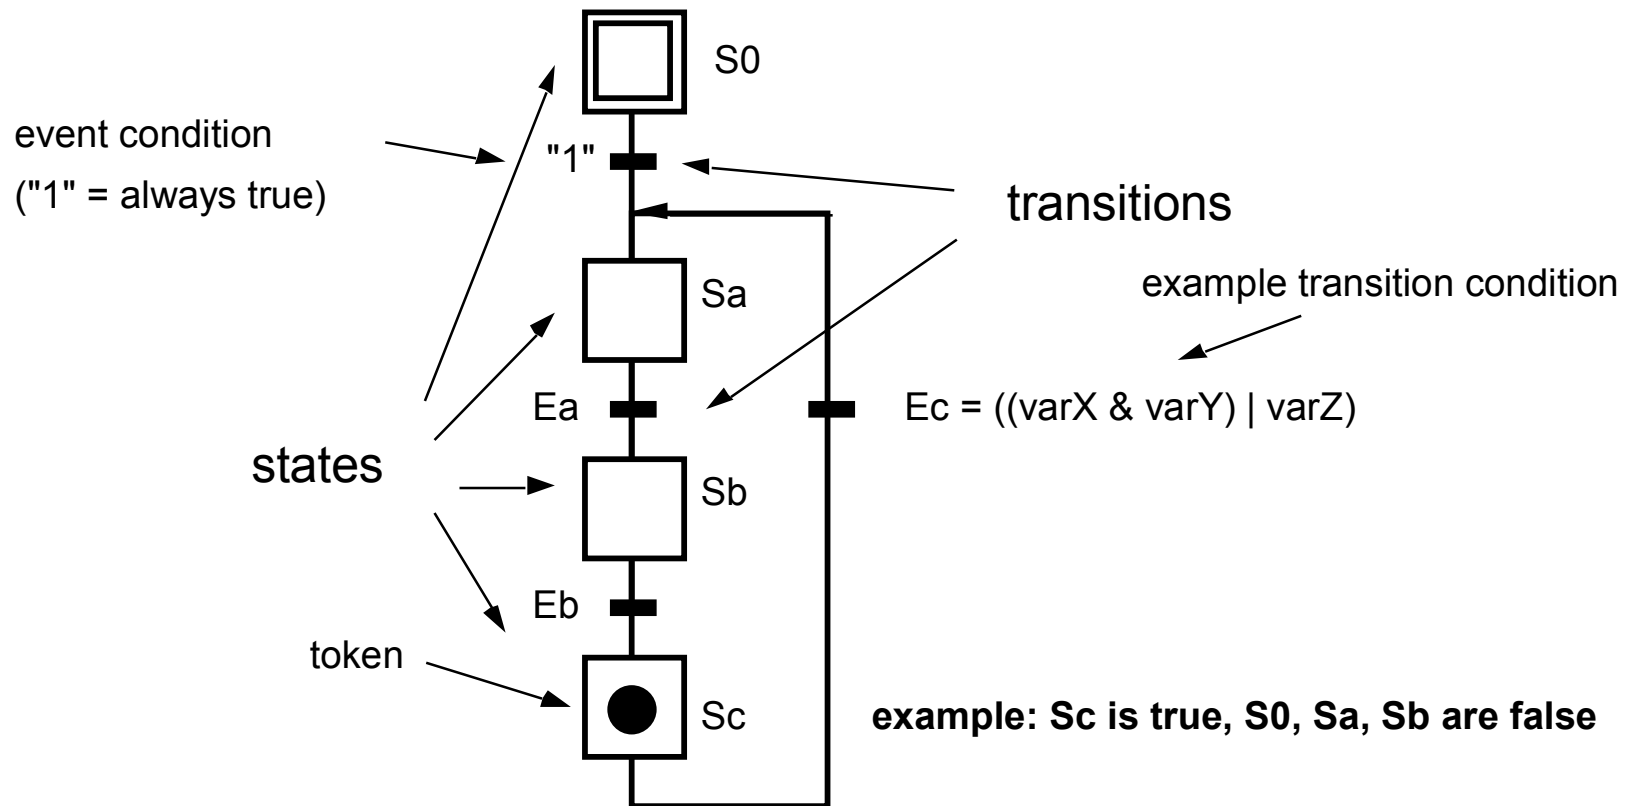 S0
event condition
"1"
("1" = always true)
transitions
example transition condition
Sa
Ea
Ec = ((varX & varY) | varZ)
states
Sb
Eb
token
Sc
example: Sc is true, S0, Sa, Sb are false